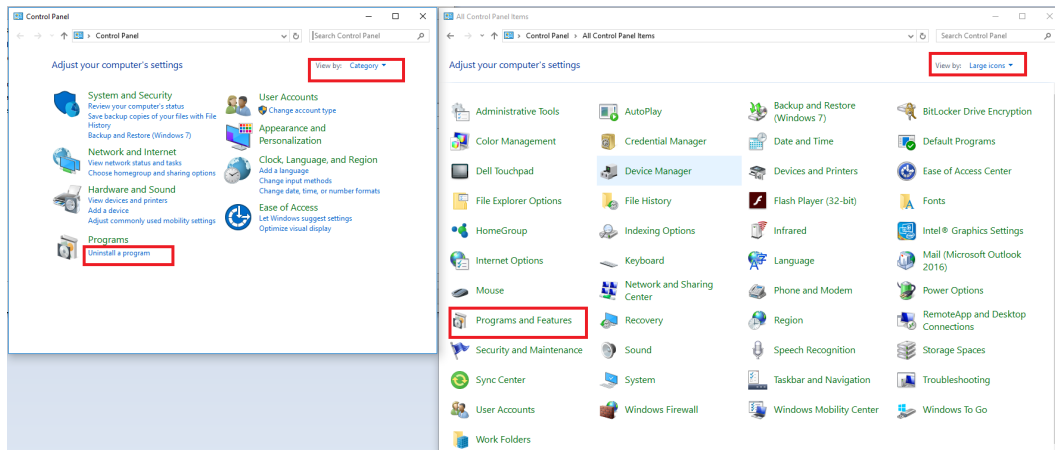 Control Panel
Control Panel
Search Control Panel
Adjust your computer's settings
View by: Category
System and Security
Review your computer's status
Save backup copies of your files with File
History
Backup and Restore (Windows 7)
Network and Internet
View network status and tasks
Choose homegroup and sharing options
Hardware and Sound
View devices and printers
Add a device
Adjust commonly used mobility settings
Programs
Uninstall a program
User Accounts
Change account type
Appearance and
Personalization
Clock, Language, and Region
Add a language
Change input methods
Change date, time, or number formats
Ease of Access
Let Windows suggest settings
Optimize visual display
All Control Panel Items
Control Panel > All Control Panel Items
Search Control Panel
Adjust your computer's settings
View by: Large icons
Administrative Tools
AutoPlay
Backup and Restore
(Windows 7)
BitLocker Drive Encryption
Color Management
Credential Manager
Date and Time
Default Programs
Dell Touchpad
Device Manager
Devices and Printers
Ease of Access Center
File Explorer Options
File History
Flash Player (32-bit)
Fonts
HomeGroup
Indexing Options
Infrared
Intel® Graphics Settings
Internet Options
Keyboard
Language
Mail (Microsoft Outlook
2016)
Mouse
Network and Sharing
Center
Phone and Modem
Power Options
Programs and Features
Recovery
Region
RemoteApp and Desktop
Connections
Security and Maintenance
Sound
Speech Recognition
Storage Spaces
Sync Center
System
Taskbar and Navigation
Troubleshooting
User Accounts
Windows Firewall
Windows Mobility Center
Windows To Go
Work Folders